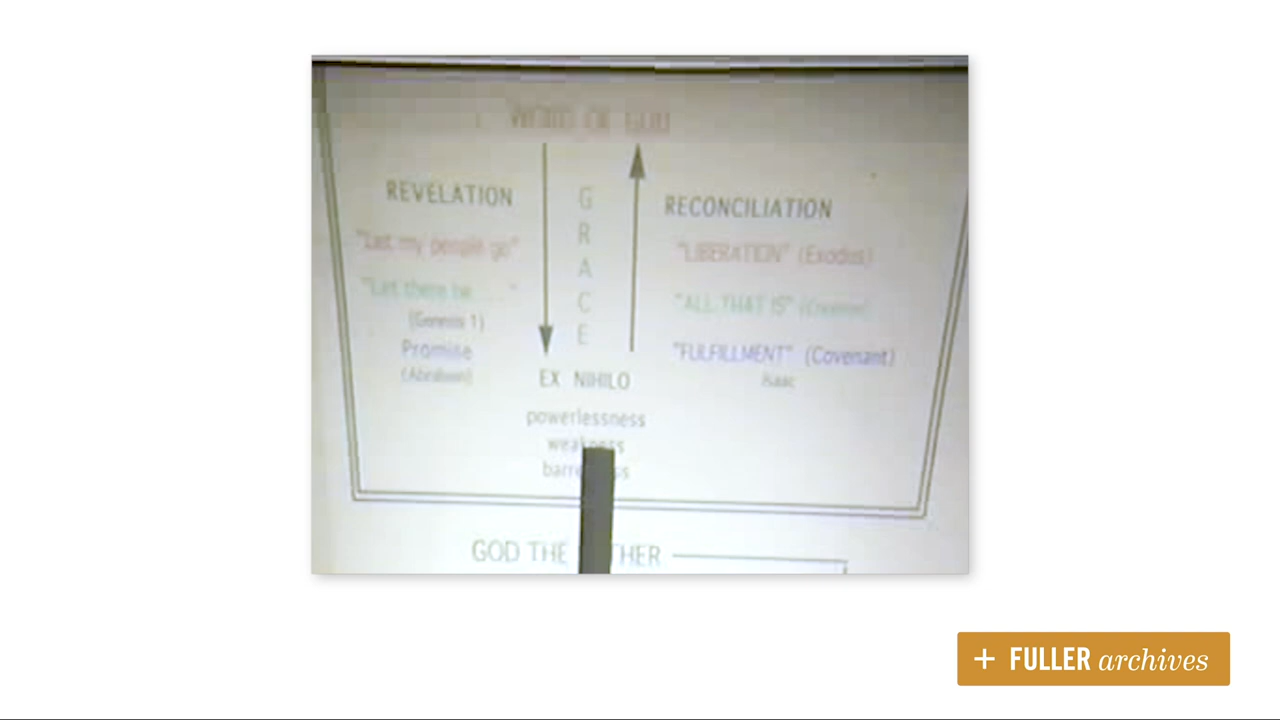 WORD OF GOD
REVELATION
"Let my people go"
"Let there be . . . ."
(Genesis 1)
Promise
(Abraham)
G
R
A
C
E
EX NIHILO
powerlessness
weakness
RECONCILIATION
"LIBERATION" (Exodus)
"ALL THAT IS" (Creation)
"FULFILLMENT" (Covenant)
Isaac
GOD THE
+ FULLER archives